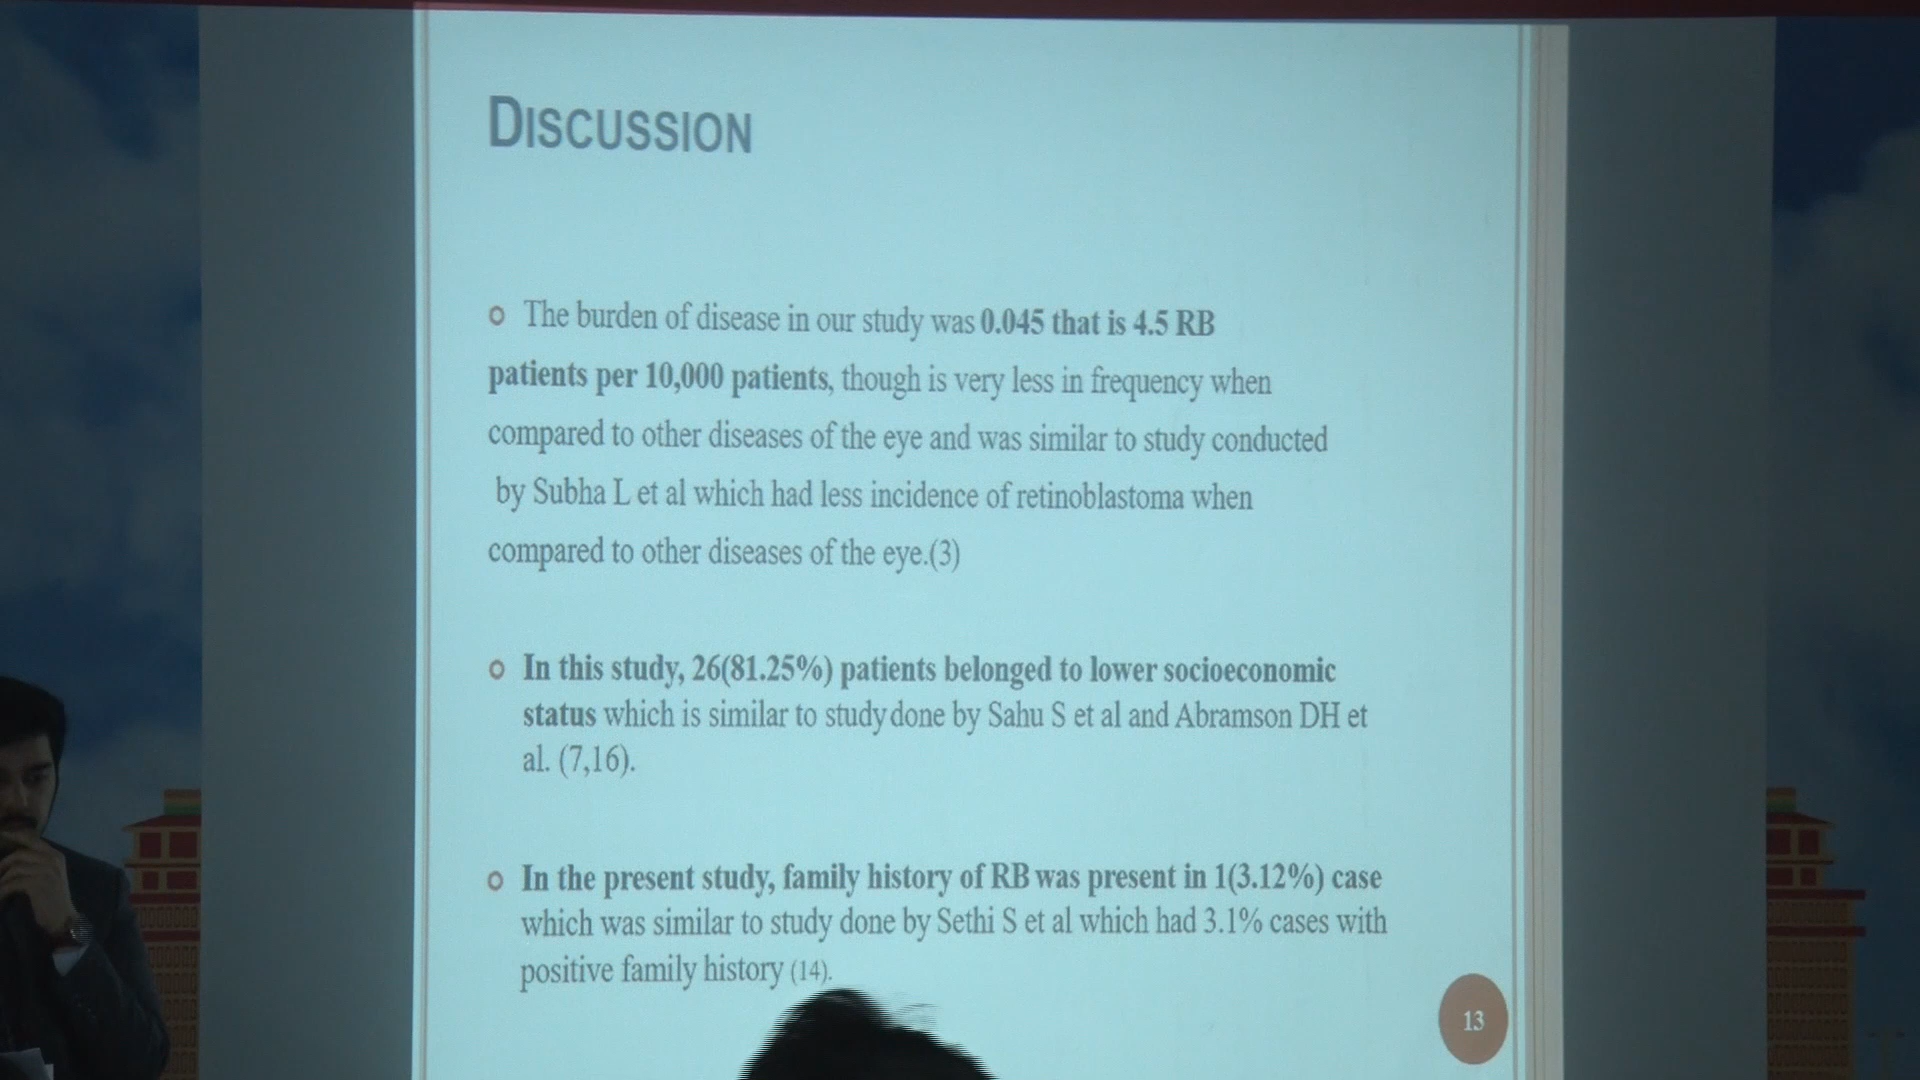 DISCUSSION
o The burden of disease in our study was 0.045 that is 4.5 RB
patients per 10,000 patients, though is very less in frequency when
compared to other diseases of the eye and was similar to study conducted
by Subha L et al which had less incidence of retinoblastoma when
compared to other diseases of the eye.(3)
o In this study, 26(81.25%) patients belonged to lower socioeconomic
status which is similar to study done by Sahu S et al and Abramson DH et
al. (7,16).
o In the present study, family history of RB was present in 1(3.12%) case
which was similar to study done by Sethi S et al which had 3.1% cases with
positive family history (14).
13